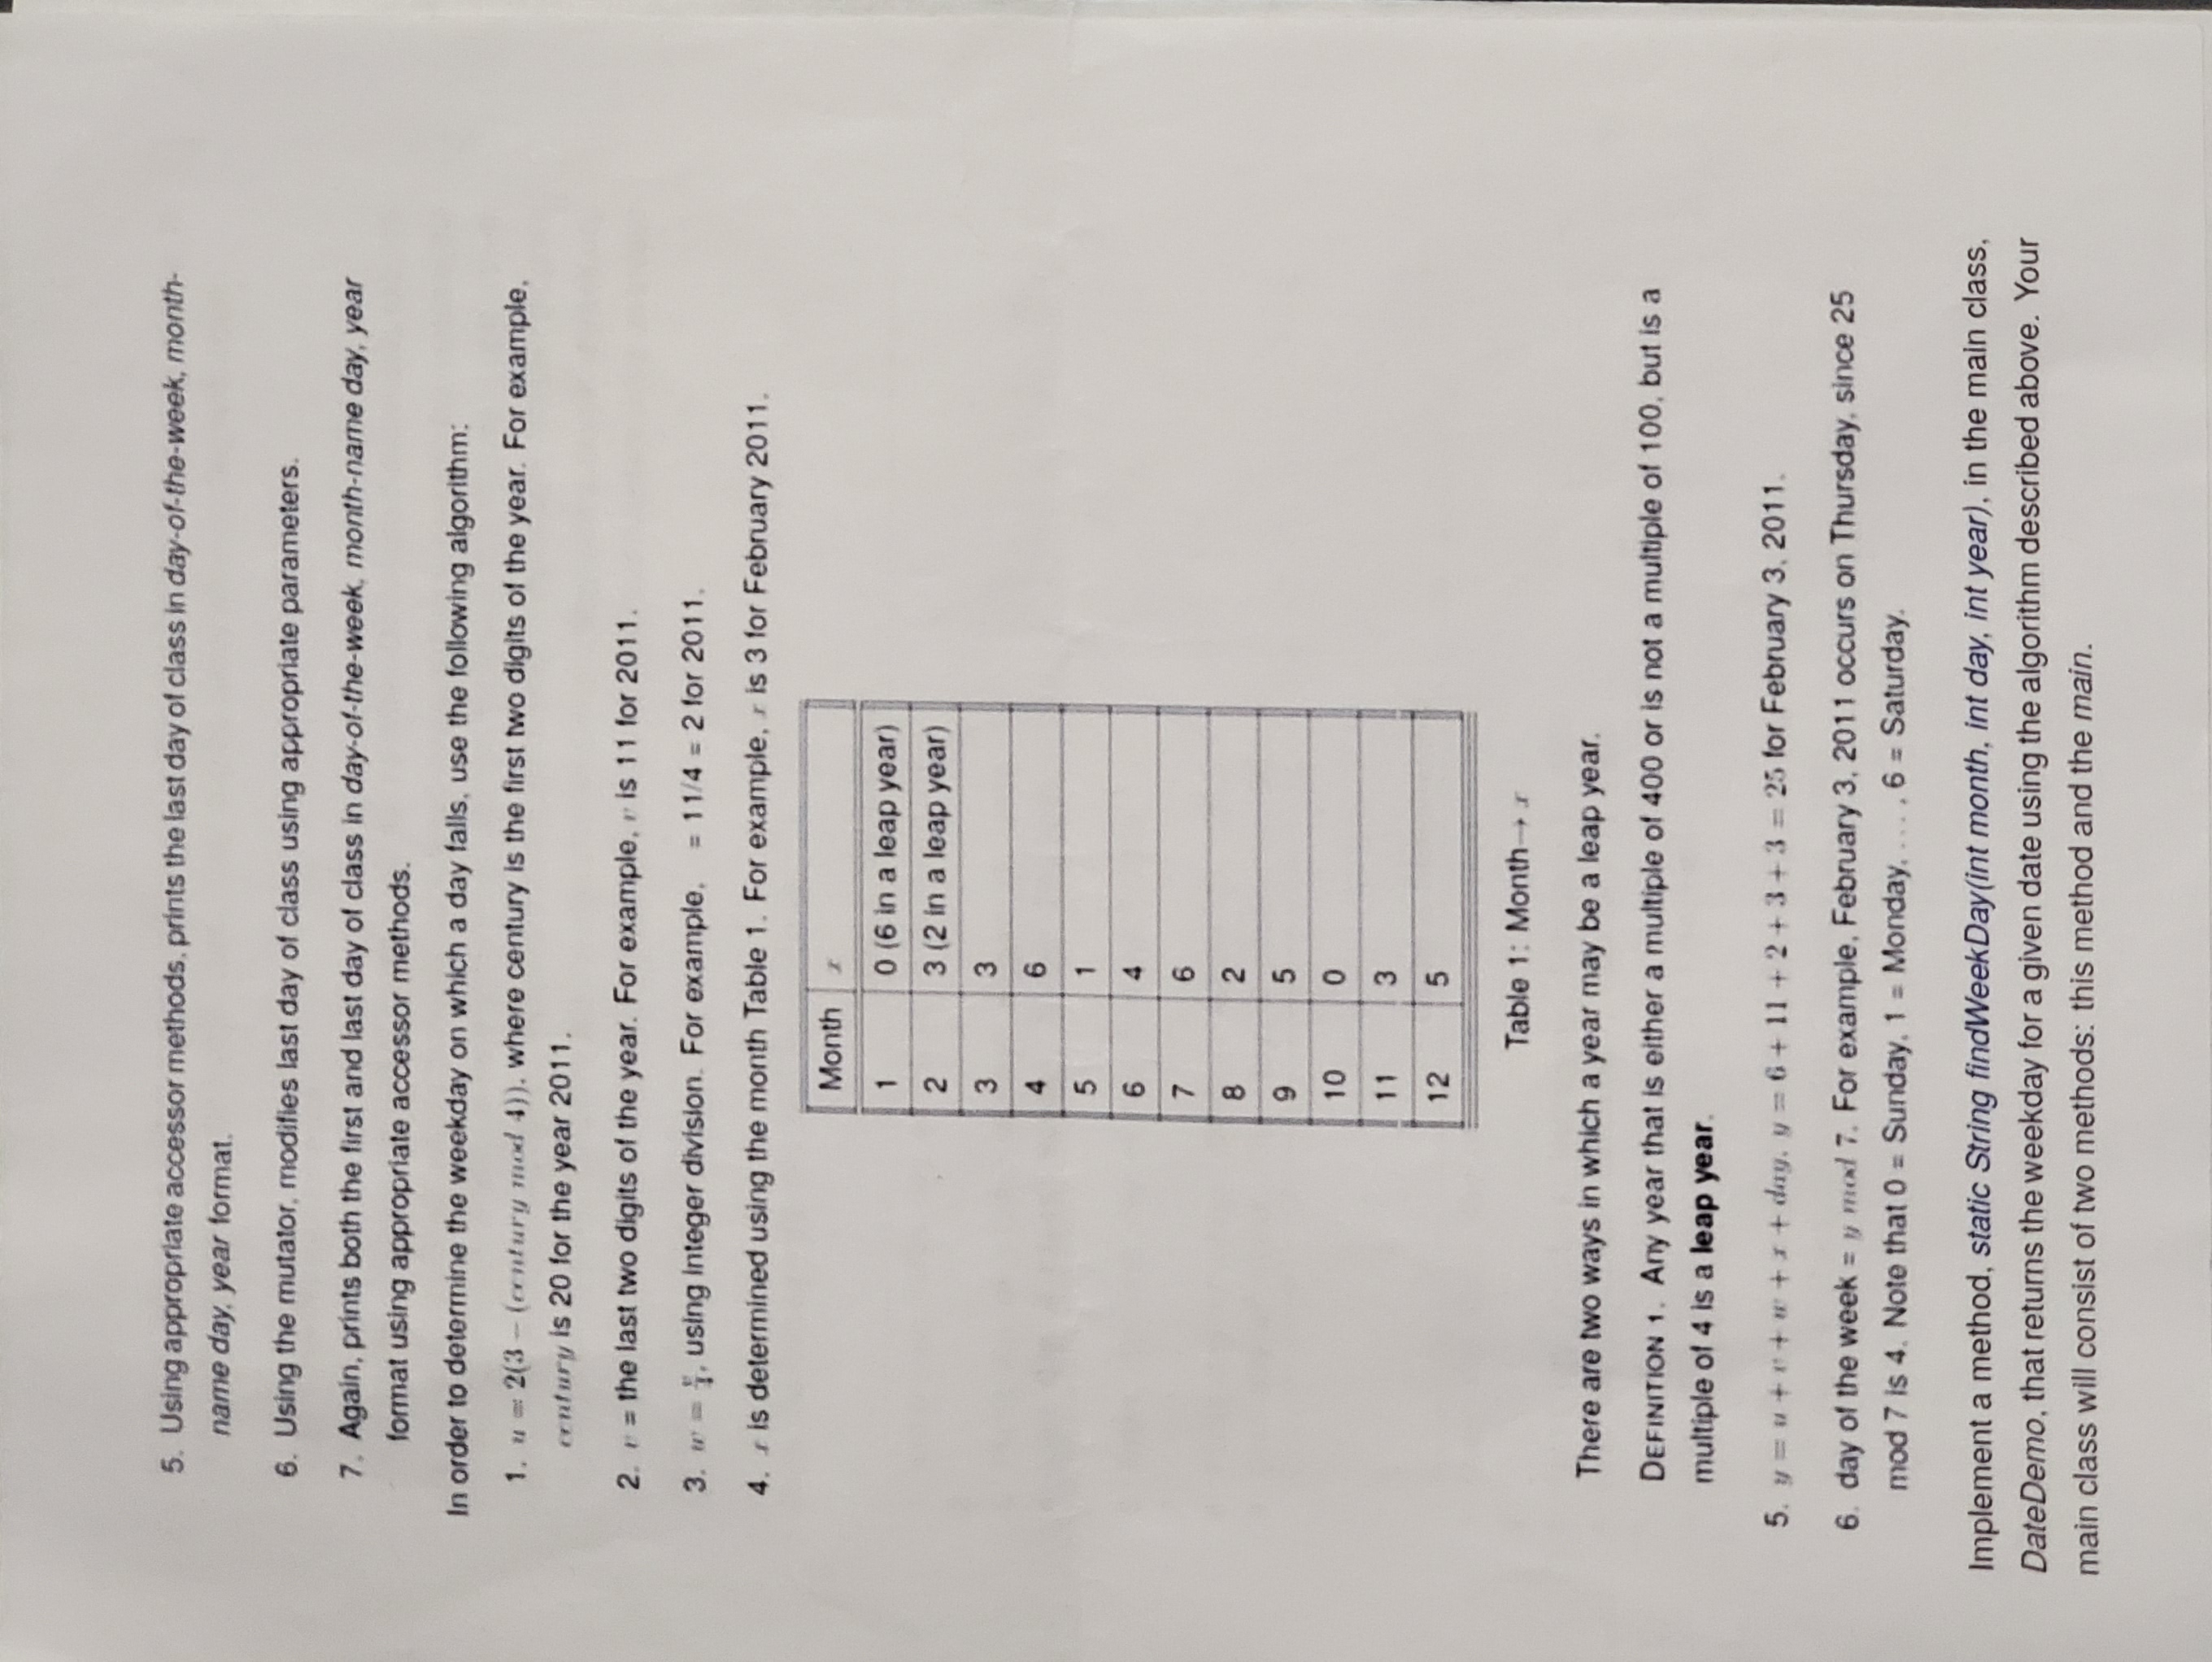 5. Using appropriate accessor methods, prints the last day of class in day-of-the-week, month-
name day, year format.
6. Using the mutator, modifies last day of class using appropriate parameters.
7. Again, prints both the first and last day of class in day-of-the-week, month-name day, year
format using appropriate accessor methods.
In order to determine the weekday on which a day falls, use the following algorithm:
1. u = 2(3 − (century mod 4)), where century is the first two digits of the year. For example,
century is 20 for the year 2011.
2. v = the last two digits of the year. For example, v is 11 for 2011.
3. w = v/4, using integer division. For example, = 11/4 = 2 for 2011.
4. x is determined using the month Table 1. For example, x is 3 for February 2011.
Month x
1 0 (6 in a leap year)
2 3 (2 in a leap year)
3 3
4 6
5 1
6 4
7 6
8 2
9 5
10 0
11 3
12 5
Table 1: Month→ x
There are two ways in which a year may be a leap year.
DEFINITION 1. Any year that is either a multiple of 400 or is not a multiple of 100, but is a
multiple of 4 is a leap year.
5. y = u + v + w + x + day. y = 6 + 11 + 2 + 3 + 3 = 25 for February 3, 2011.
6. day of the week = y mod 7. For example, February 3, 2011 occurs on Thursday, since 25
mod 7 is 4. Note that 0 = Sunday, 1 = Monday, . . . , 6 = Saturday.
Implement a method, static String findWeekDay(int month, int day, int year), in the main class,
DateDemo, that returns the weekday for a given date using the algorithm described above. Your
main class will consist of two methods: this method and the main.